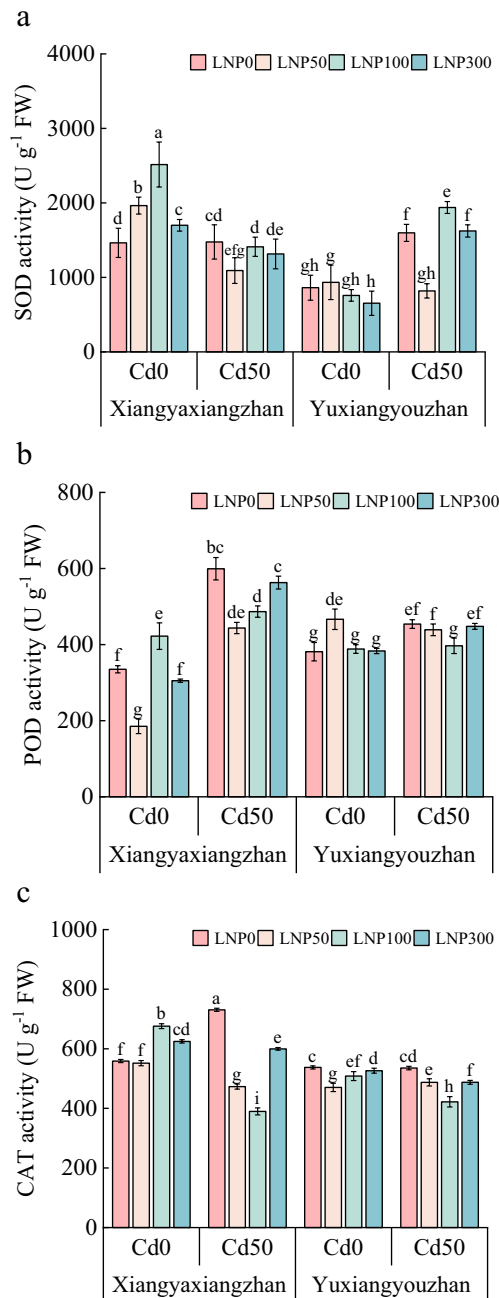 a
4000
LNP0 LNP50 LNP100 LNP300
a
3000
b
c
d
cd
d
de
efg
e
f
f
2000
gh
g
gh
h
gh
1000
0
SOD activity (U g⁻¹ FW)
Cd0 Cd50 Cd0 Cd50
Xiangyaxiangzhan Yuxiangyouzhan
b
800
LNP0 LNP50 LNP100 LNP300
bc
c
600
e
de
d
de
ef
f
ef
f
f
g
g
g
g
400
g
200
0
POD activity (U g⁻¹ FW)
Cd0 Cd50 Cd0 Cd50
Xiangyaxiangzhan Yuxiangyouzhan
c
1000
LNP0 LNP50 LNP100 LNP300
800
a
b
cd
f
f
e
c
ef
d
cd
600
g
g
e
f
i
h
400
200
0
CAT activity (U g⁻¹ FW)
Cd0 Cd50 Cd0 Cd50
Xiangyaxiangzhan Yuxiangyouzhan